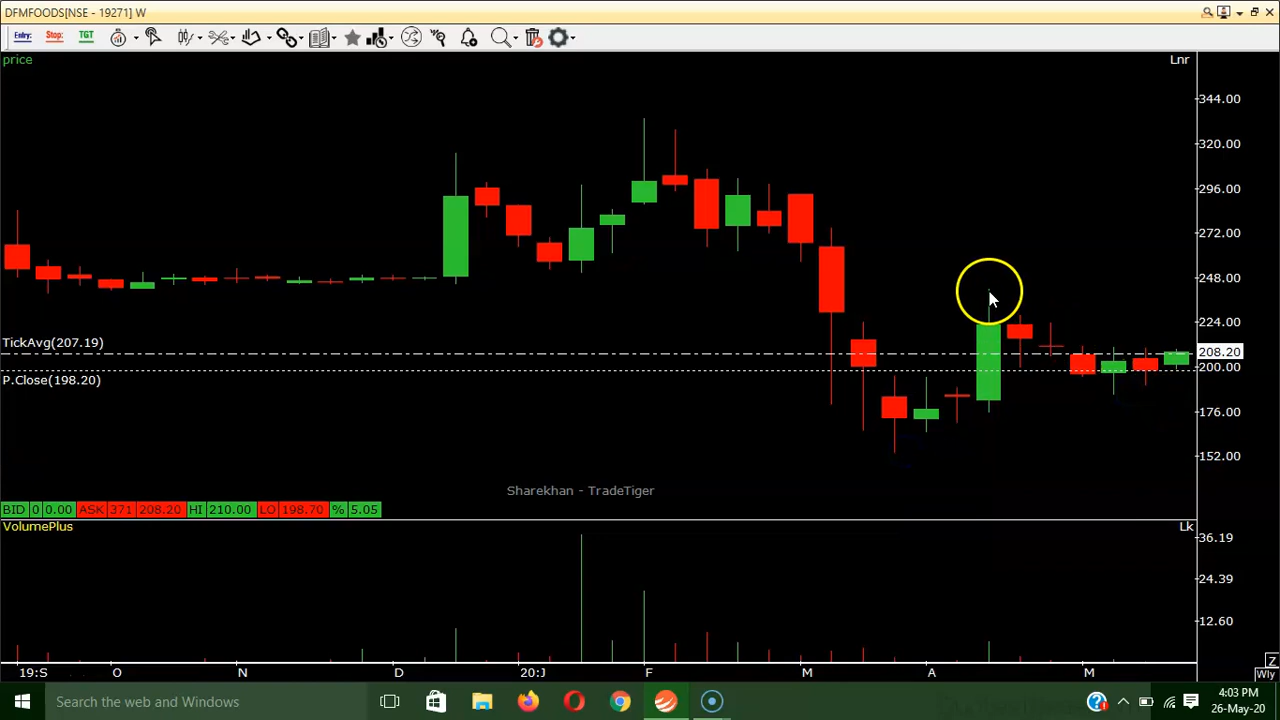 DFMFOODS[NSE - 19271] W
Entry:
Stop:
TGT
price
Lnr
344.00
320.00
296.00
272.00
248.00
224.00
TickAvg(207.19)
208.20
200.00
P.Close(198.20)
176.00
152.00
Sharekhan - TradeTiger
BID 0 0.00 ASK 371 208.20 HI 210.00 LO 198.70 % 5.05
VolumePlus
Lk
36.19
24.39
12.60
Z
19:S O N D 20:J F M A M
Wly
Search the web and Windows
4:03 PM
26-May-20